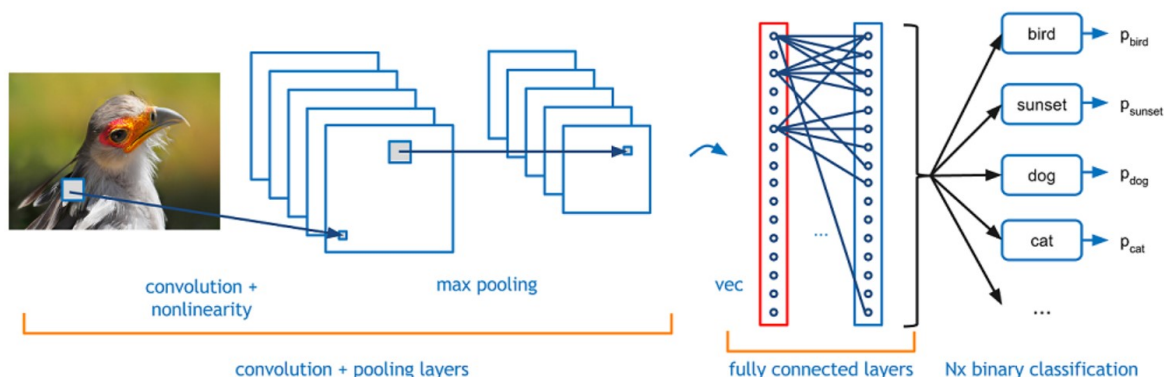 bird
p_bird
sunset
p_sunset
dog
p_dog
cat
p_cat
...
...
convolution +
nonlinearity
max pooling
vec
convolution + pooling layers
fully connected layers
Nx binary classification